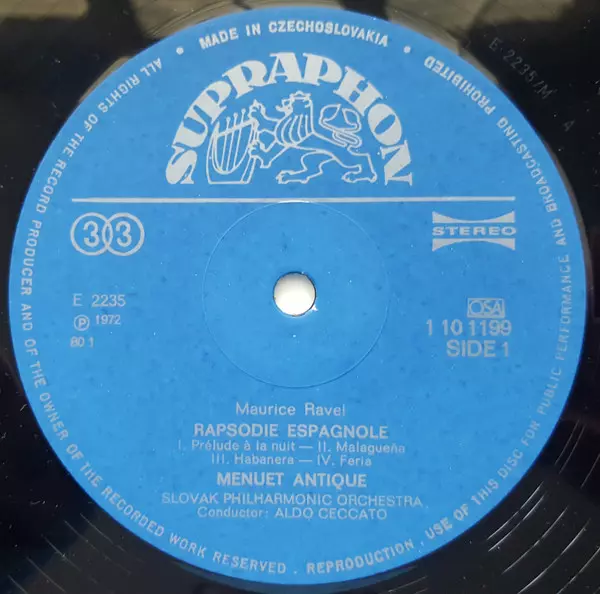 ALL RIGHTS OF THE RECORD PRODUCER AND OF THE OWNER OF THE RECORDED WORK RESERVED . REPRODUCTION. USE OF THIS DISC FOR PUBLIC PERFORMANCE AND BROADCASTING PROHIBITED
MADE IN CZECHOSLOVAKIA
E 2235/M 4
SUPRAPHON
33
STEREO
E 2235
P 1972
80 1
OSA
1 10 1199
SIDE 1
Maurice Ravel
RAPSODIE ESPAGNOLE
I. Prélude à la nuit — II. Malagueña
III. Habanera — IV. Faria
MENUET ANTIQUE
SLOVAK PHILHARMONIC ORCHESTRA
Conductor: ALDO CECCATO